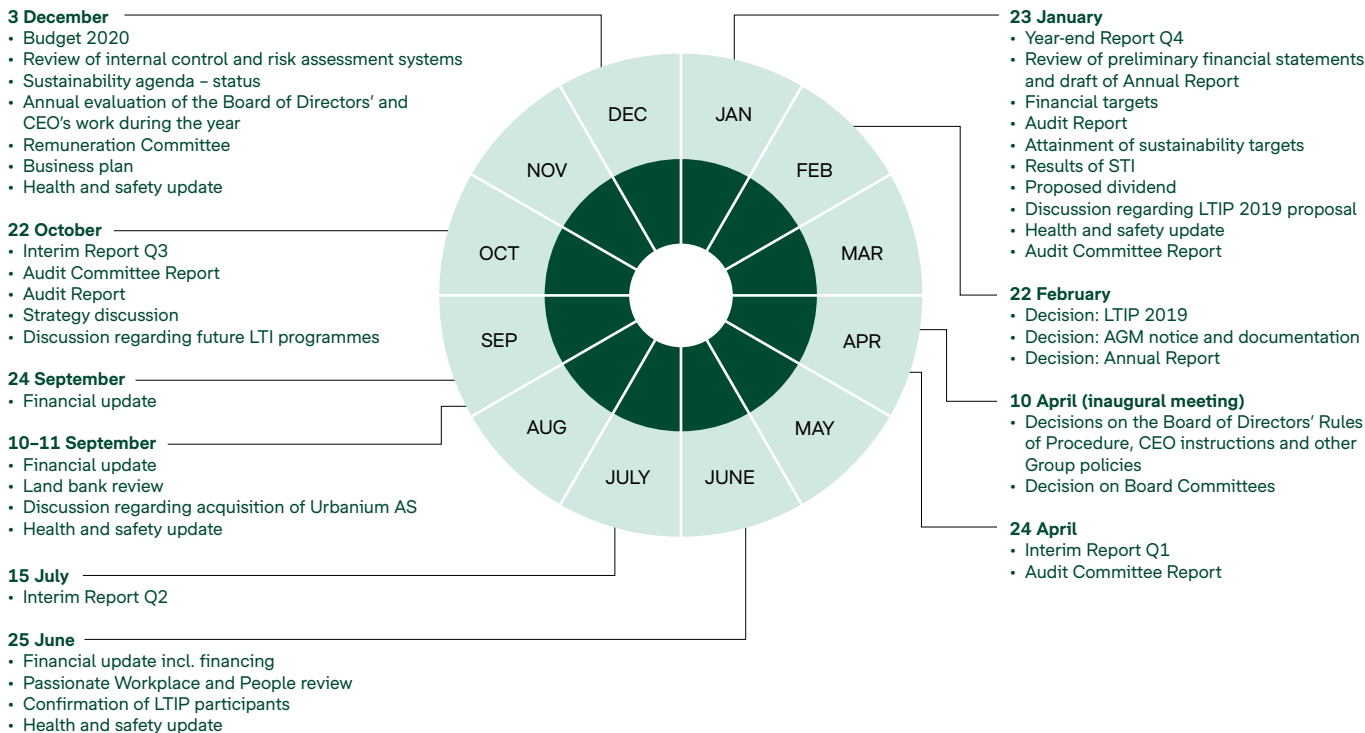 3 December
• Budget 2020
• Review of internal control and risk assessment systems
• Sustainability agenda – status
• Annual evaluation of the Board of Directors’ and
CEO’s work during the year
• Remuneration Committee
• Business plan
• Health and safety update
22 October
• Interim Report Q3
• Audit Committee Report
• Audit Report
• Strategy discussion
• Discussion regarding future LTI programmes
24 September
• Financial update
10–11 September
• Financial update
• Land bank review
• Discussion regarding acquisition of Urbanium AS
• Health and safety update
15 July
• Interim Report Q2
25 June
• Financial update incl. financing
• Passionate Workplace and People review
• Confirmation of LTIP participants
• Health and safety update
DEC
JAN
NOV
FEB
OCT
MAR
SEP
APR
AUG
MAY
JULY
JUNE
23 January
• Year-end Report Q4
• Review of preliminary financial statements
and draft of Annual Report
• Financial targets
• Audit Report
• Attainment of sustainability targets
• Results of STI
• Proposed dividend
• Discussion regarding LTIP 2019 proposal
• Health and safety update
• Audit Committee Report
22 February
• Decision: LTIP 2019
• Decision: AGM notice and documentation
• Decision: Annual Report
10 April (inaugural meeting)
• Decisions on the Board of Directors’ Rules
of Procedure, CEO instructions and other
Group policies
• Decision on Board Committees
24 April
• Interim Report Q1
• Audit Committee Report